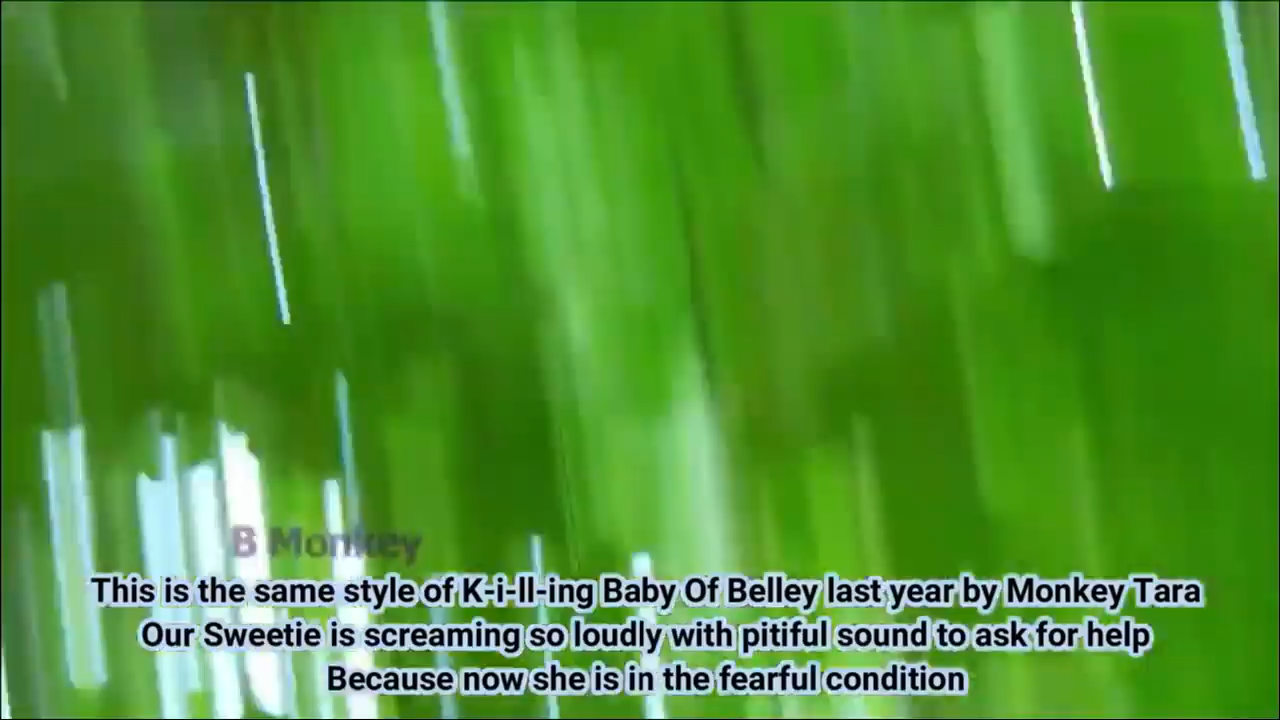 B Monkey
This is the same style of K-i-ll-ing Baby Of Belley last year by Monkey Tara
Our Sweetie is screaming so loudly with pitiful sound to ask for help
Because now she is in the fearful condition